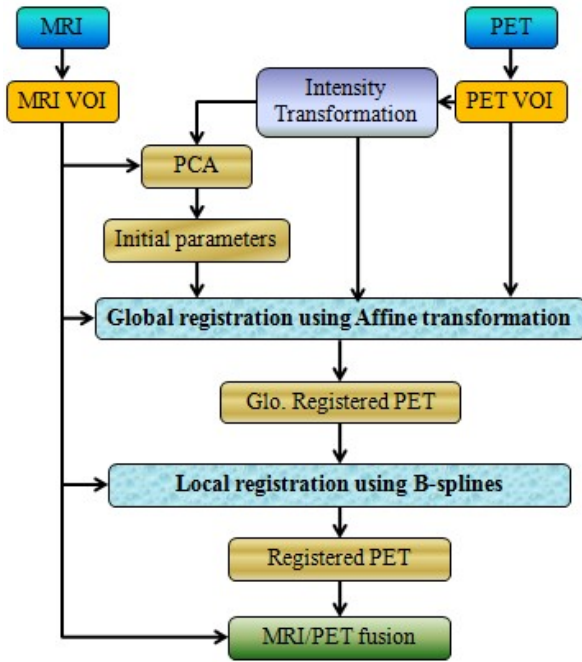 MRI
PET
MRI VOI
Intensity
Transformation
PET VOI
PCA
Initial parameters
Global registration using Affine transformation
Glo. Registered PET
Local registration using B-splines
Registered PET
MRI/PET fusion